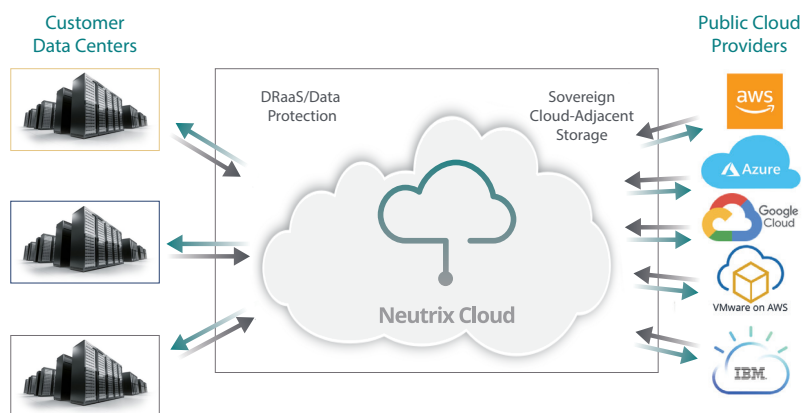 Customer
Data Centers
Public Cloud
Providers
DRaaS/Data
Protection
Sovereign
Cloud-Adjacent
Storage
aws
Azure
Google
Cloud
VMware on AWS
IBM
Neutrix Cloud